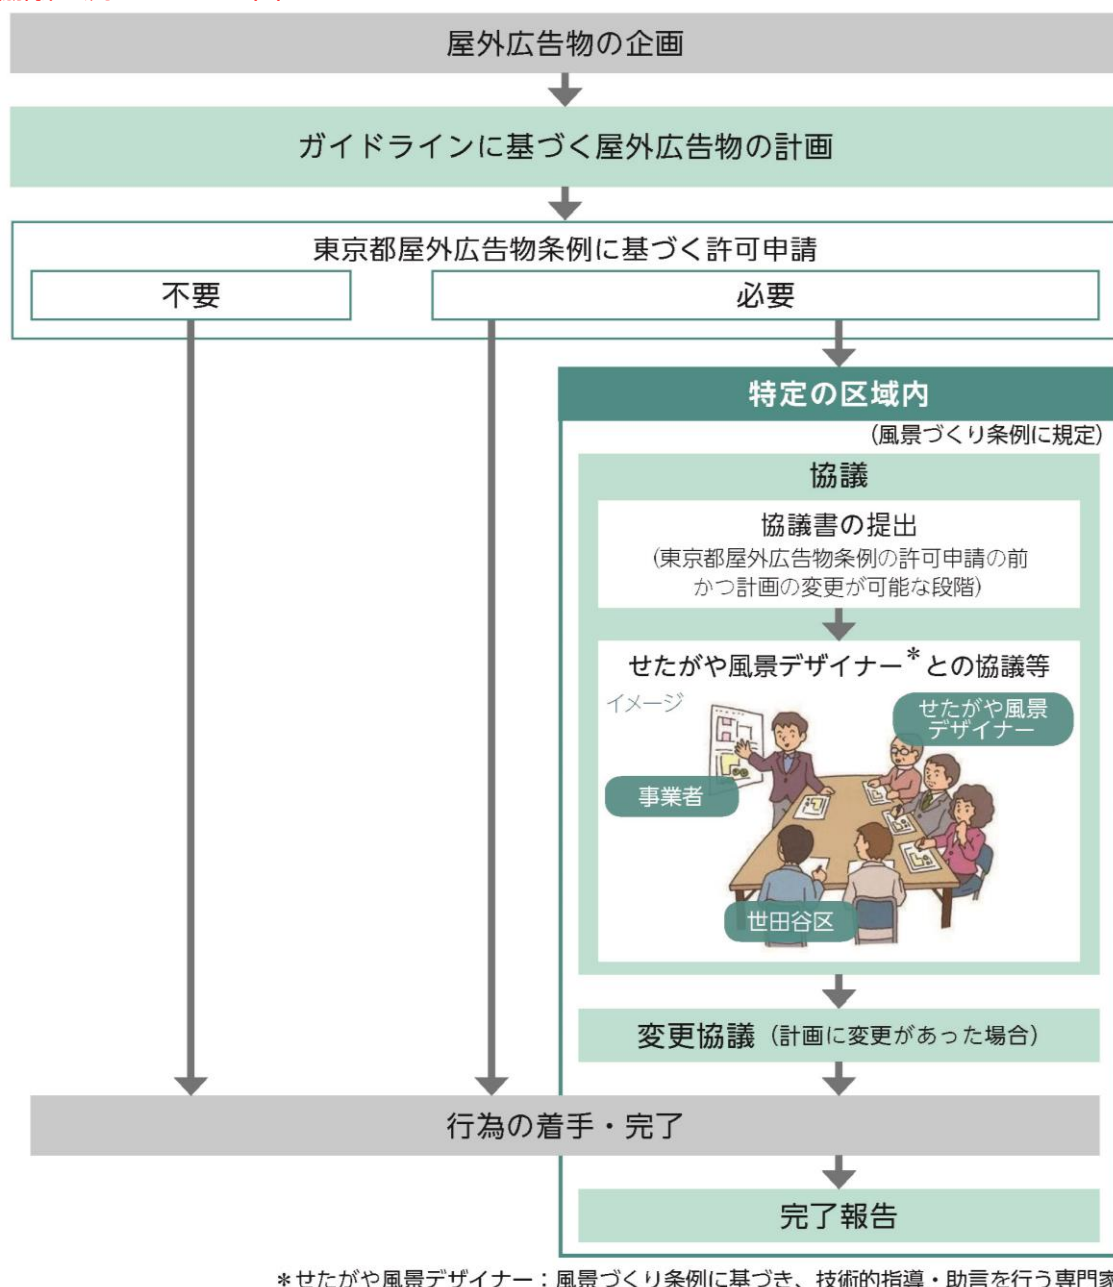 屋外広告物の企画
ガイドラインに基づく屋外広告物の計画
東京都屋外広告物条例に基づく許可申請
不要
必要
特定の区域内
(風景づくり条例に規定)
協議
協議書の提出
(東京都屋外広告物条例の許可申請の前
かつ計画の変更が可能な段階)
せたがや風景デザイナー*との協議等
イメージ
せたがや風景
デザイナー
事業者
世田谷区
変更協議(計画に変更があった場合)
行為の着手・完了
完了報告
*せたがや風景デザイナー:風景づくり条例に基づき、技術的指導・助言を行う専門家